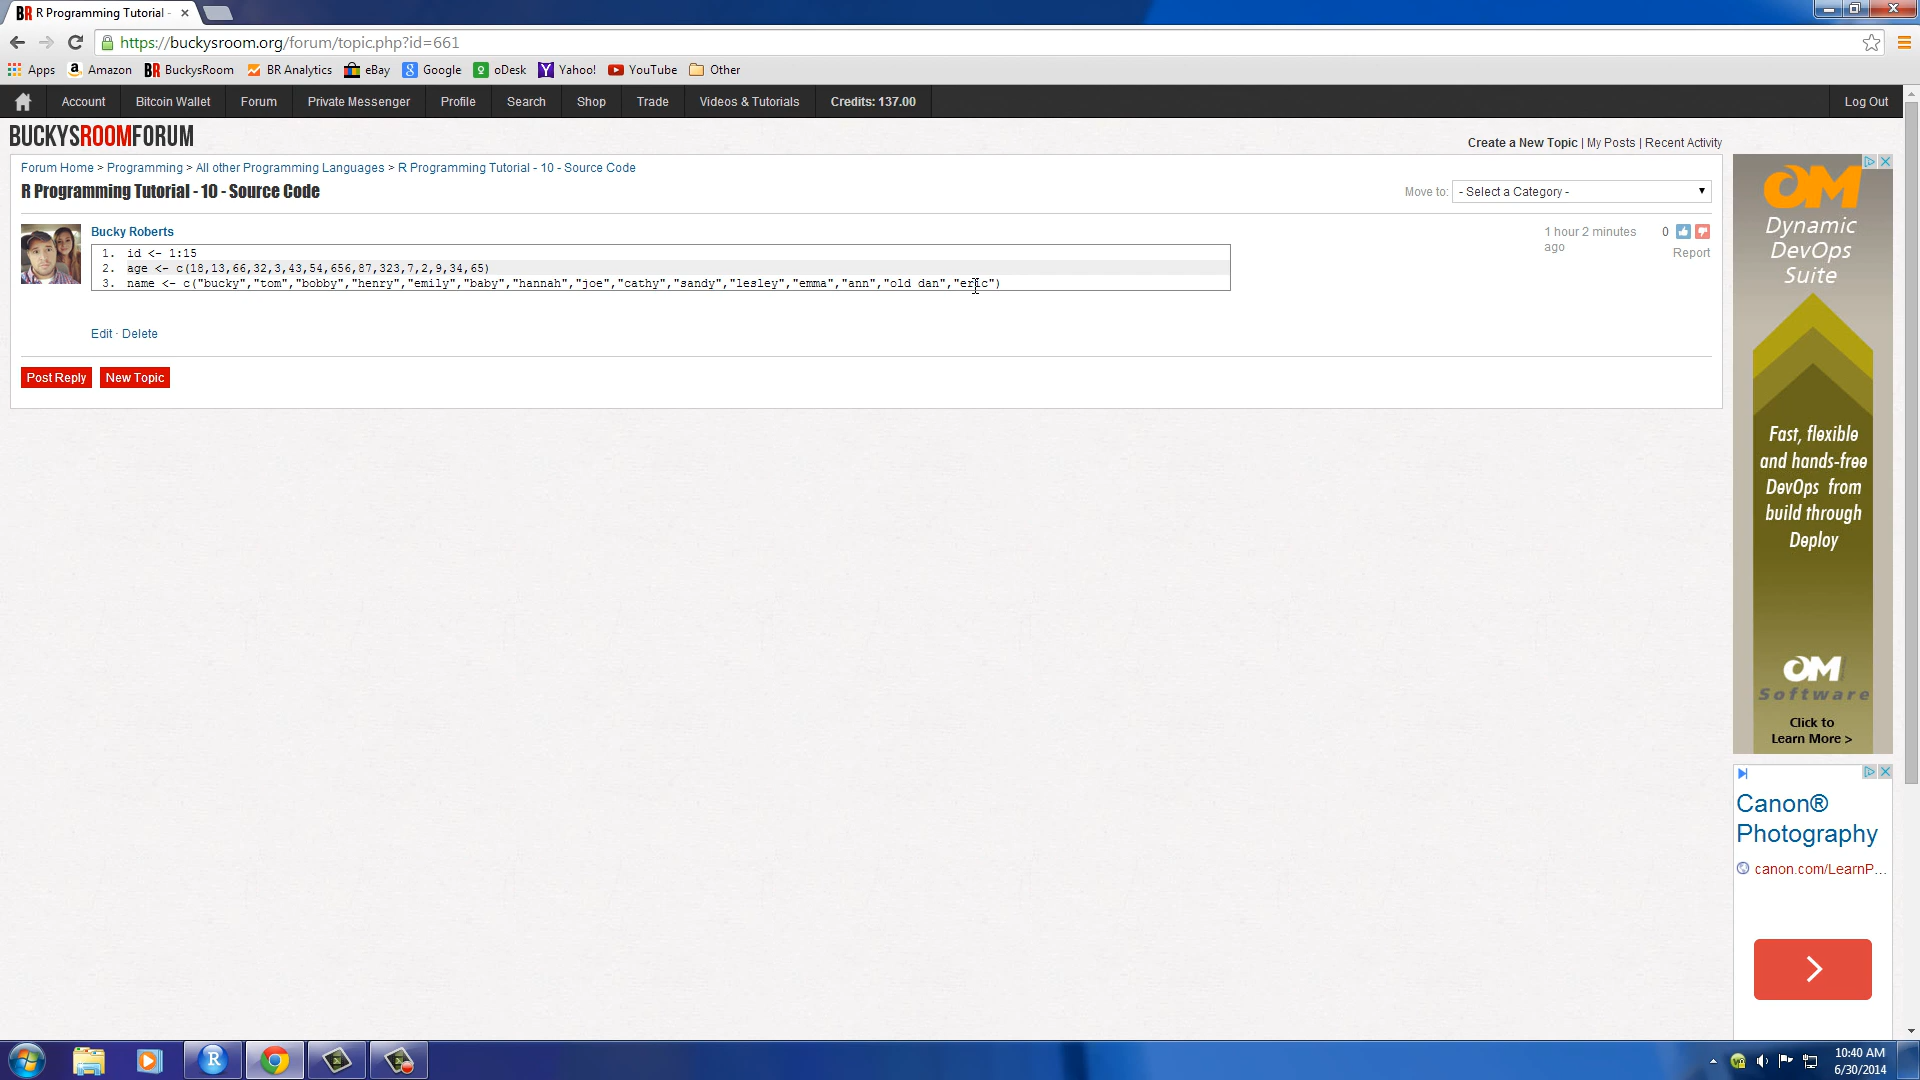 BR R Programming Tutorial -
https://buckysroom.org/forum/topic.php?id=661
Apps Amazon BR BuckysRoom BR Analytics eBay Google oDesk Yahoo! YouTube Other
Account Bitcoin Wallet Forum Private Messenger Profile Search Shop Trade Videos & Tutorials Credits: 137.00 Log Out
BUCKYSROOMFORUM
Create a New Topic | My Posts | Recent Activity
Forum Home > Programming > All other Programming Languages > R Programming Tutorial - 10 - Source Code
R Programming Tutorial - 10 - Source Code
Move to: - Select a Category -
Bucky Roberts
1 hour 2 minutes
ago
0
Report
1. id <- 1:15
2. age <- c(18,13,66,32,3,43,54,656,87,323,7,2,9,34,65)
3. name <- c("bucky","tom","bobby","henry","emily","baby","hannah","joe","cathy","sandy","lesley","emma","ann","old dan","eric")
Edit · Delete
Post Reply New Topic
OM
Dynamic
DevOps
Suite
Fast, flexible
and hands-free
DevOps from
build through
Deploy
OM
Software
Click to
Learn More >
Canon®
Photography
canon.com/LearnP...
R
10:40 AM
6/30/2014